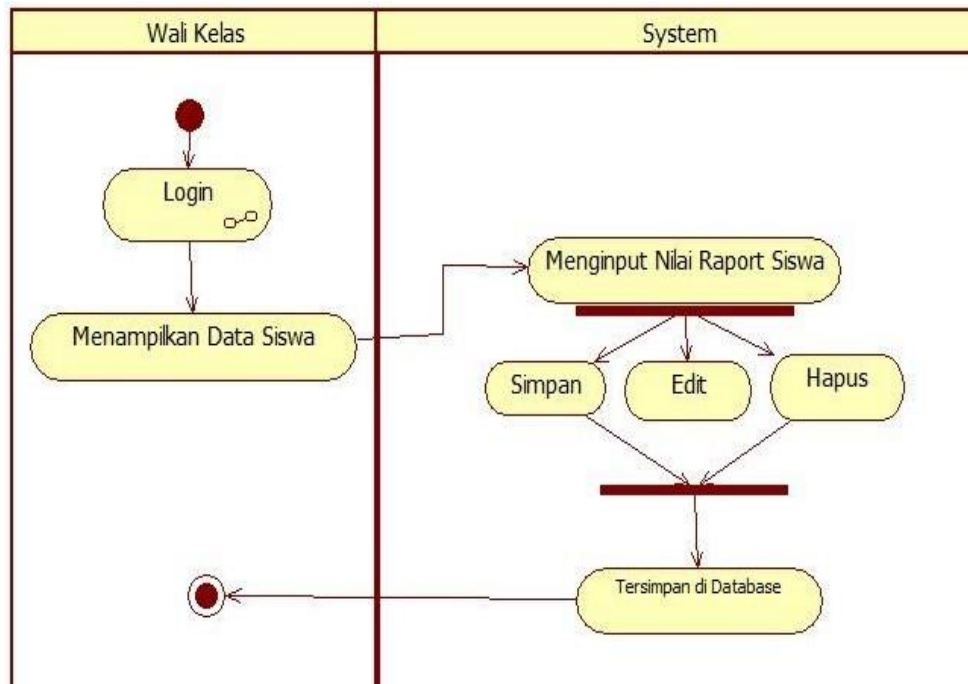 Wali Kelas
System
Login
Menampilkan Data Siswa
Menginput Nilai Raport Siswa
Simpan
Edit
Hapus
Tersimpan di Database